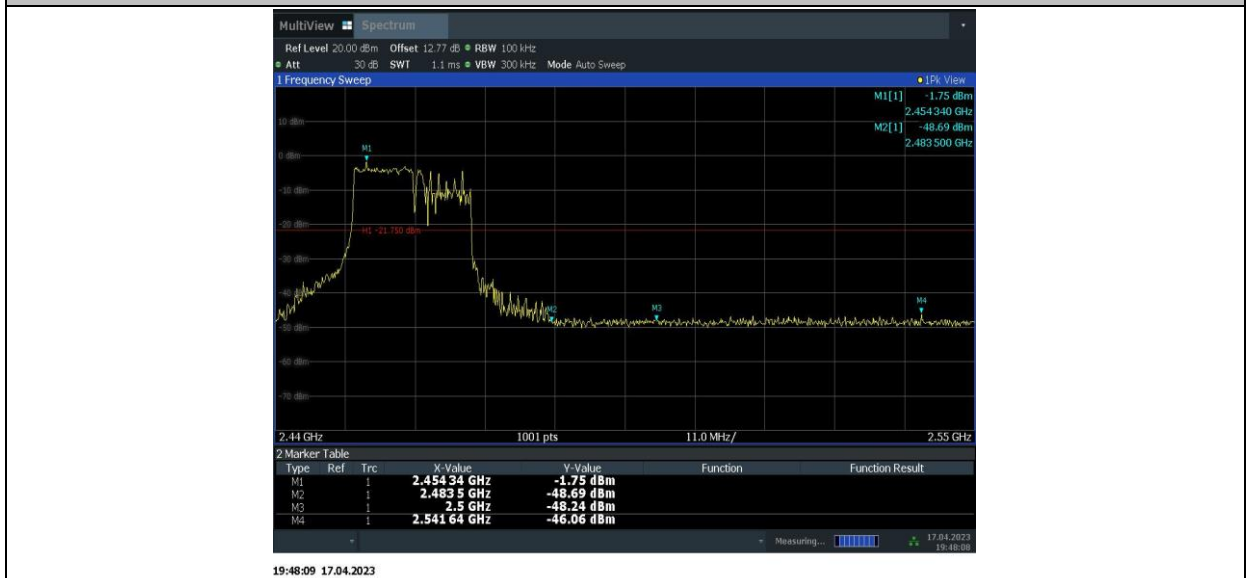 MultiView Spectrum
Ref Level 20.00 dBm Offset 12.77 dB RBW 100 kHz
Att 30 dB SWT 1.1 ms VBW 300 kHz Mode Auto Sweep
1 Frequency Sweep 1Pk View
M1[1] -1.75 dBm
2.454340 GHz
M2[1] -48.69 dBm
2.483500 GHz
10 dBm
M1
0 dBm
-10 dBm
-20 dBm
H1 -21.750 dBm
-30 dBm
-40 dBm
M2 M3 M4
-50 dBm
-60 dBm
-70 dBm
2.44 GHz 1001 pts 11.0 MHz/ 2.55 GHz
2 Marker Table
Type Ref Trc X-Value Y-Value Function Function Result
M1 1 2.454 34 GHz -1.75 dBm
M2 1 2.483 5 GHz -48.69 dBm
M3 1 2.5 GHz -48.24 dBm
M4 1 2.541 64 GHz -46.06 dBm
Measuring... 17.04.2023
19:48:08
19:48:09 17.04.2023